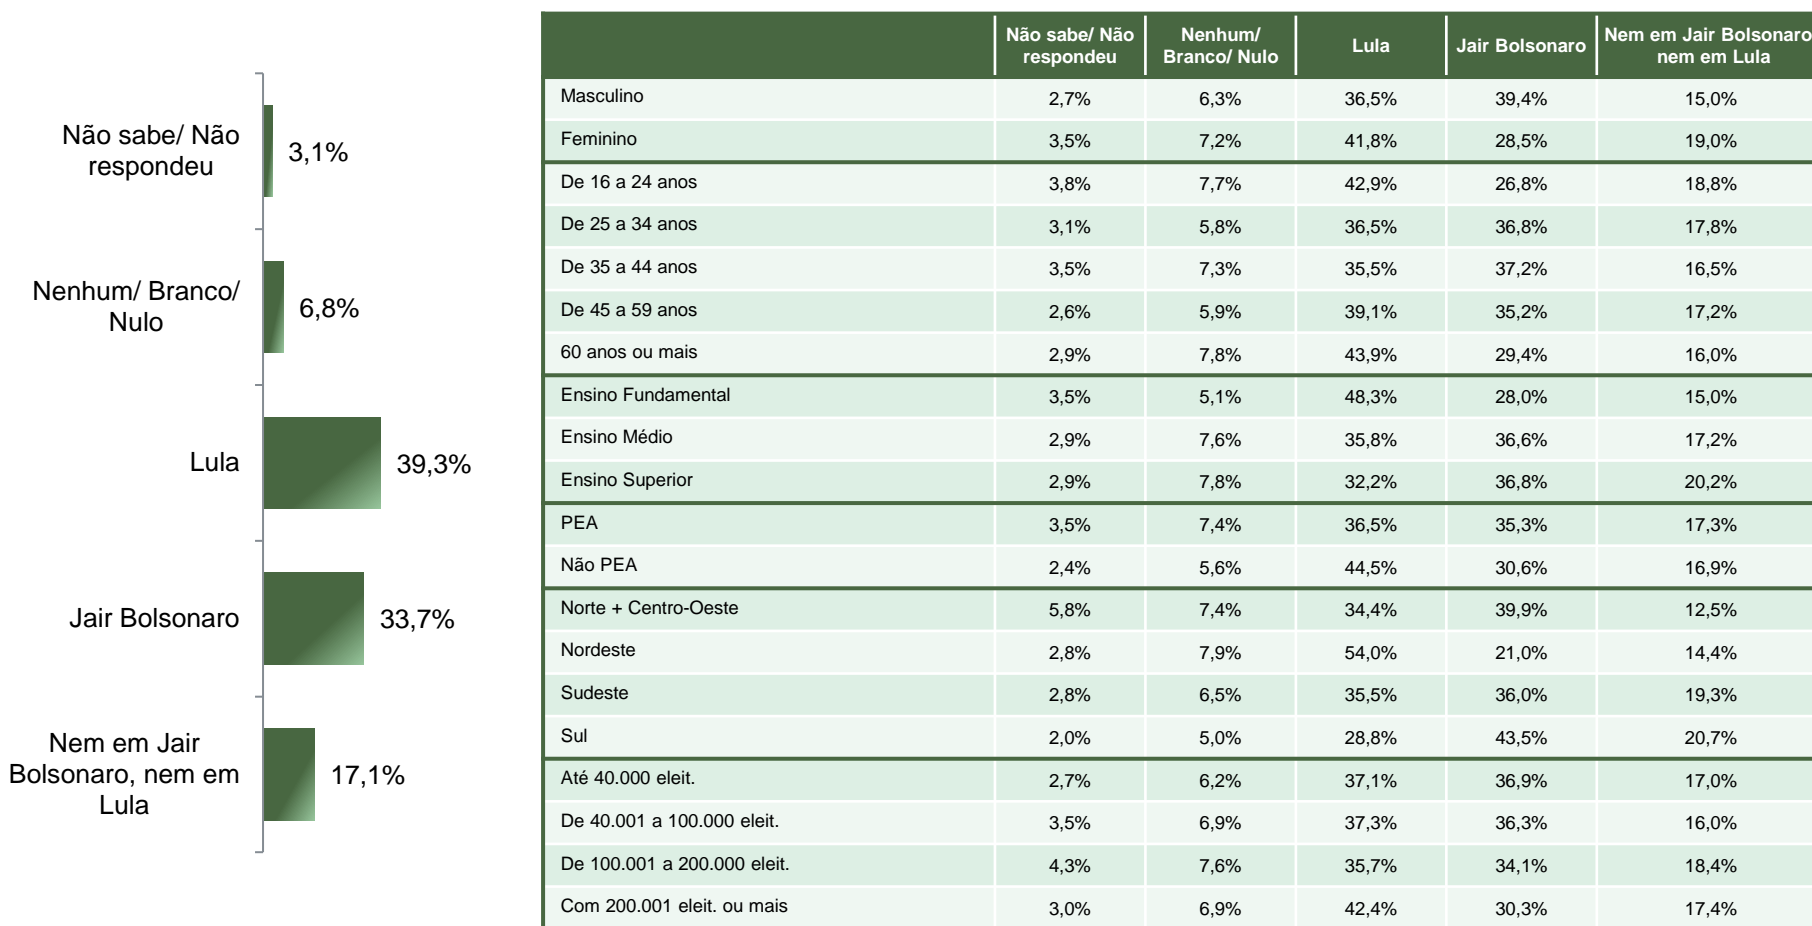 Não sabe/ Não
respondeu
3,1%
Nenhum/ Branco/
Nulo
6,8%
Lula
39,3%
Jair Bolsonaro
33,7%
Nem em Jair
Bolsonaro, nem em
Lula
17,1%
Não sabe/ Não respondeu Nenhum/ Branco/ Nulo Lula Jair Bolsonaro Nem em Jair Bolsonaro nem em Lula
Masculino 2,7% 6,3% 36,5% 39,4% 15,0%
Feminino 3,5% 7,2% 41,8% 28,5% 19,0%
De 16 a 24 anos 3,8% 7,7% 42,9% 26,8% 18,8%
De 25 a 34 anos 3,1% 5,8% 36,5% 36,8% 17,8%
De 35 a 44 anos 3,5% 7,3% 35,5% 37,2% 16,5%
De 45 a 59 anos 2,6% 5,9% 39,1% 35,2% 17,2%
60 anos ou mais 2,9% 7,8% 43,9% 29,4% 16,0%
Ensino Fundamental 3,5% 5,1% 48,3% 28,0% 15,0%
Ensino Médio 2,9% 7,6% 35,8% 36,6% 17,2%
Ensino Superior 2,9% 7,8% 32,2% 36,8% 20,2%
PEA 3,5% 7,4% 36,5% 35,3% 17,3%
Não PEA 2,4% 5,6% 44,5% 30,6% 16,9%
Norte + Centro-Oeste 5,8% 7,4% 34,4% 39,9% 12,5%
Nordeste 2,8% 7,9% 54,0% 21,0% 14,4%
Sudeste 2,8% 6,5% 35,5% 36,0% 19,3%
Sul 2,0% 5,0% 28,8% 43,5% 20,7%
Até 40.000 eleit. 2,7% 6,2% 37,1% 36,9% 17,0%
De 40.001 a 100.000 eleit. 3,5% 6,9% 37,3% 36,3% 16,0%
De 100.001 a 200.000 eleit. 4,3% 7,6% 35,7% 34,1% 18,4%
Com 200.001 eleit. ou mais 3,0% 6,9% 42,4% 30,3% 17,4%